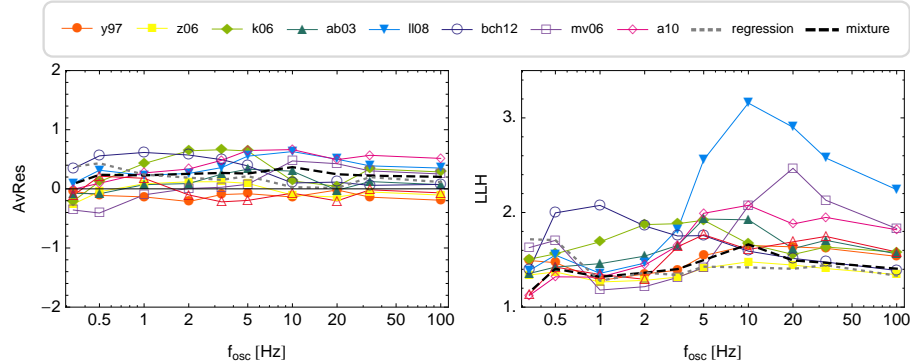 y97 z06 k06 ab03 ll08 bch12 mv06 a10 regression mixture
AvRes
2
1
0
−1
−2
0.5 1 2 5 10 20 50 100
fosc [Hz]
LLH
3.
2.
1.
0.5 1 2 5 10 20 50 100
fosc [Hz]